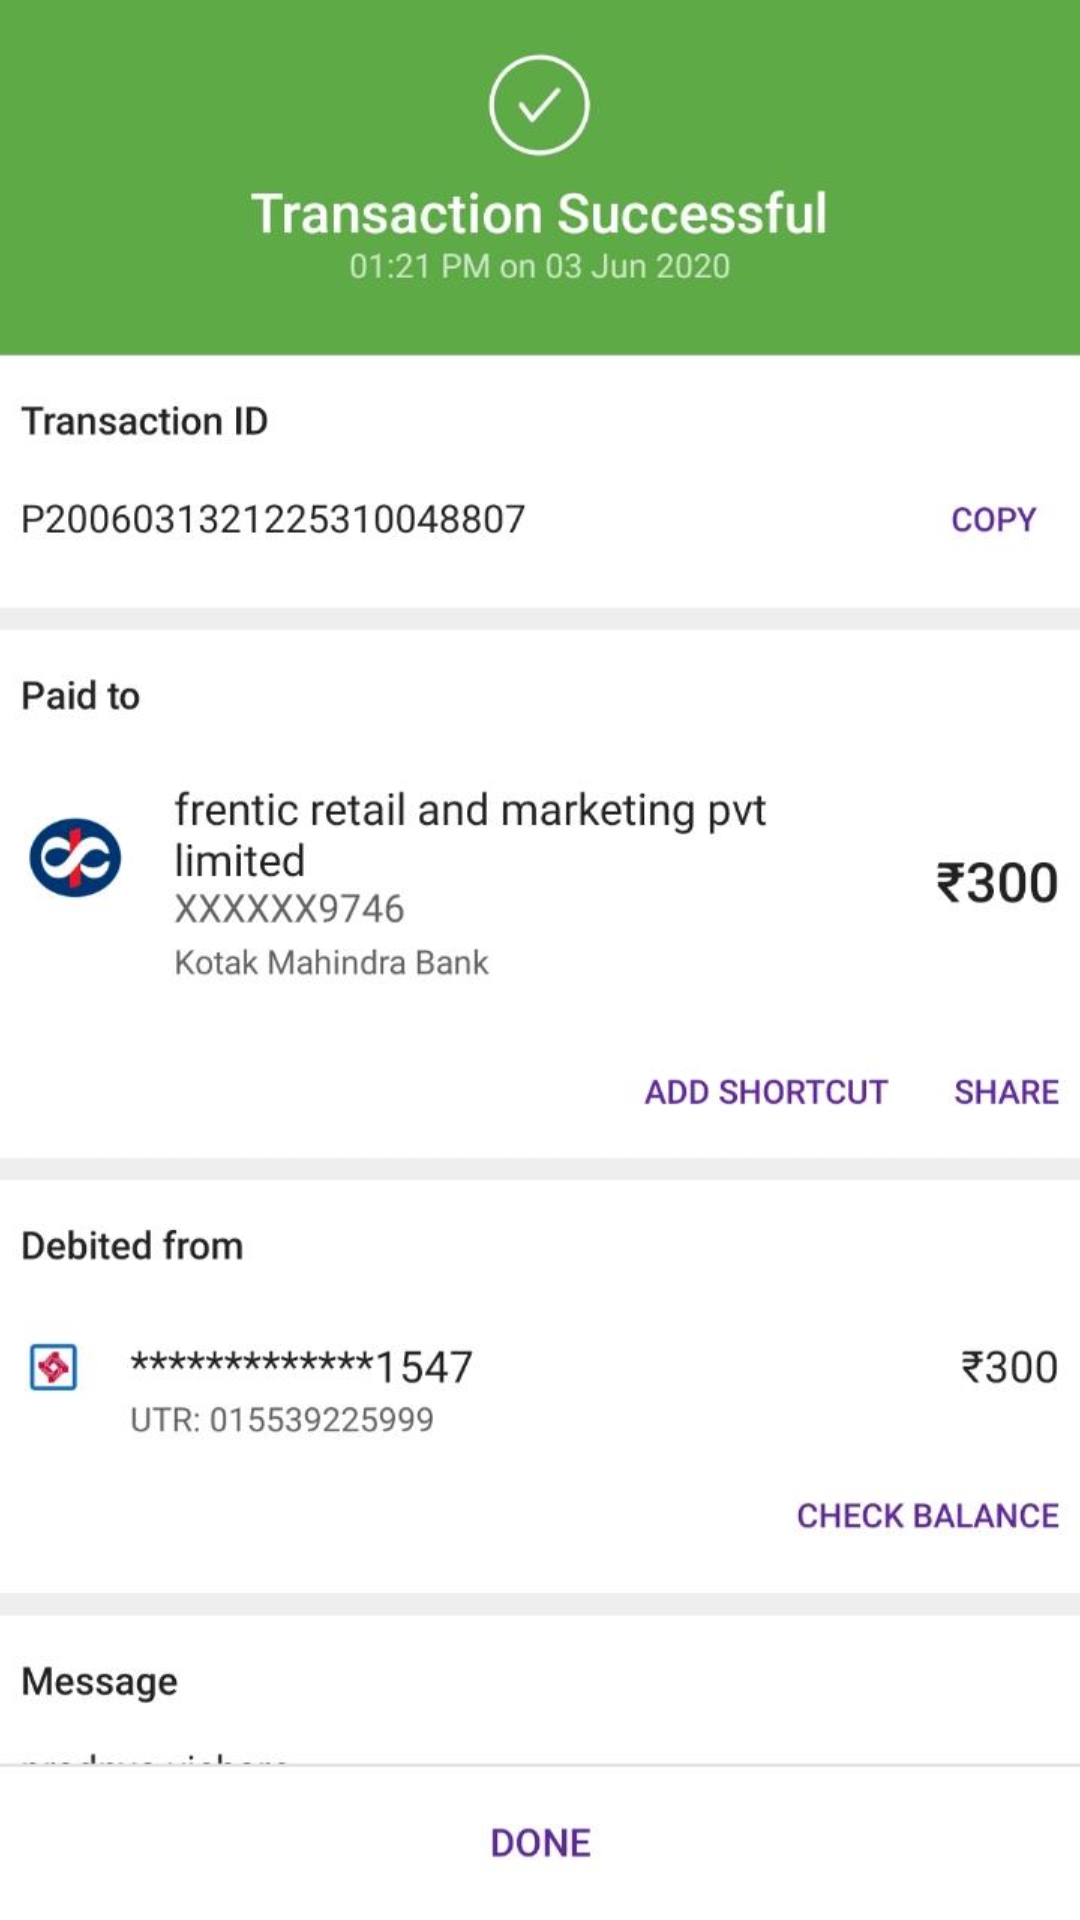 Transaction Successful
01:21 PM on 03 Jun 2020
Transaction ID
P2006031321225310048807
COPY
Paid to
frentic retail and marketing pvt
limited
₹300
XXXXXX9746
Kotak Mahindra Bank
ADD SHORTCUT
SHARE
Debited from
*************1547
₹300
UTR: 015539225999
CHECK BALANCE
Message
DONE